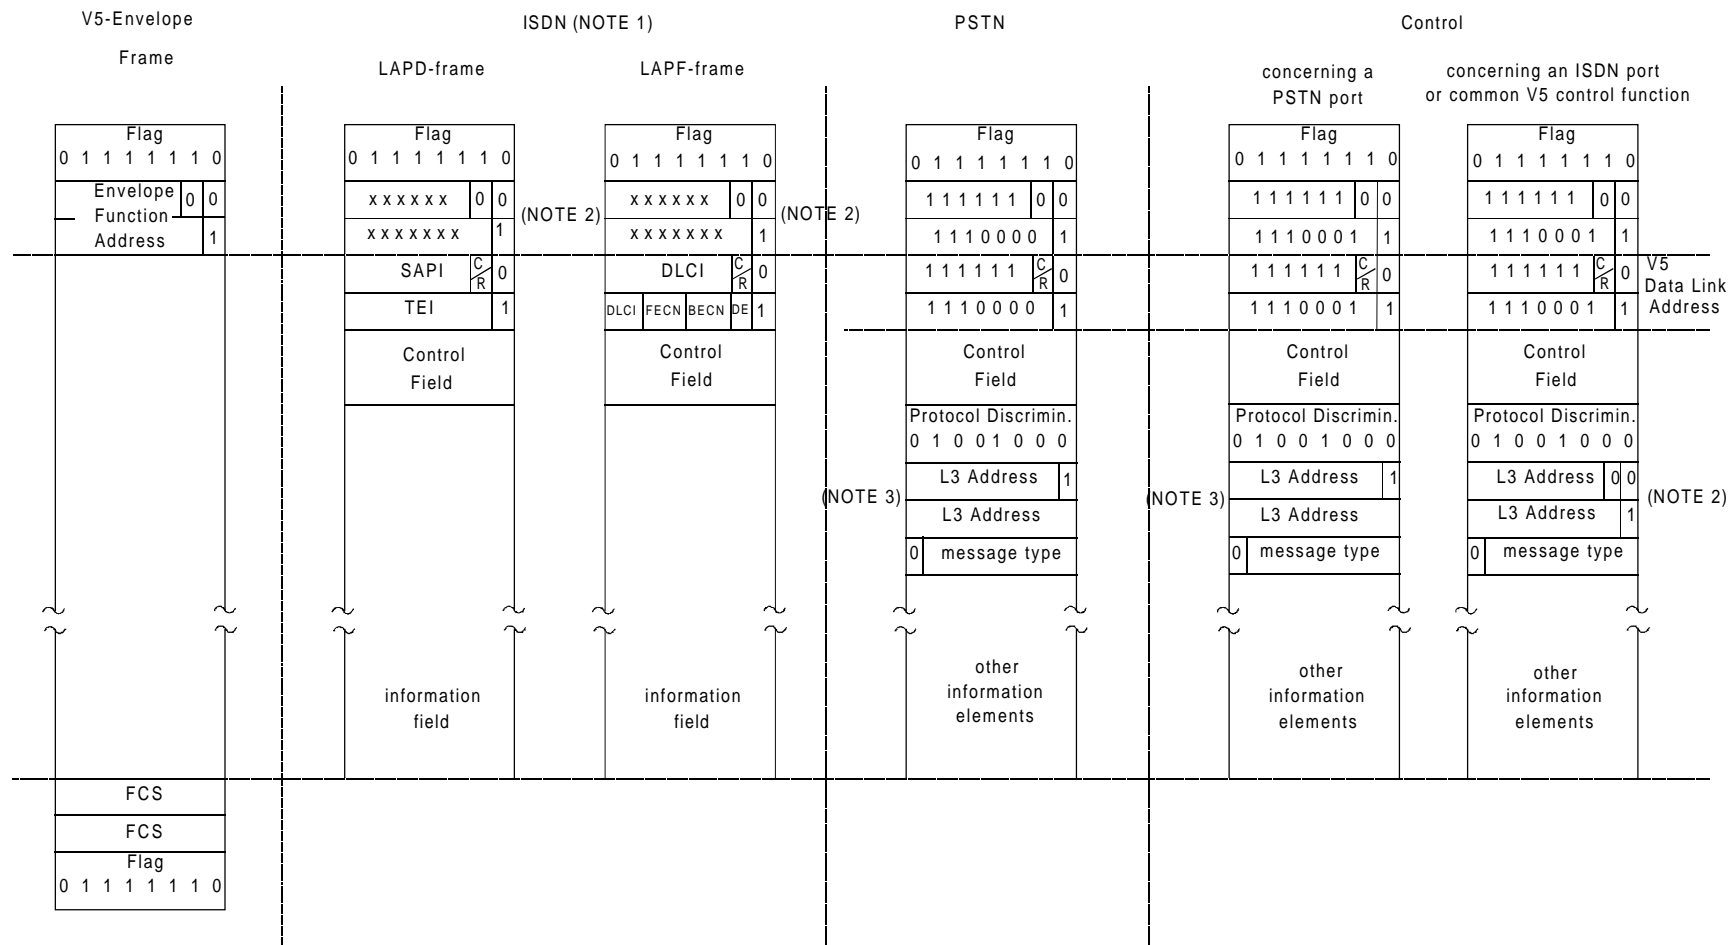 V5-Envelope
Frame
ISDN (NOTE 1)
PSTN
Control
LAPD-frame
LAPF-frame
concerning a
PSTN port
concerning an ISDN port
or common V5 control function
Flag
0 1 1 1 1 1 1 0
Envelope 0 0
Function
Address 1
FCS
FCS
Flag
0 1 1 1 1 1 1 0
Flag
0 1 1 1 1 1 1 0
x x x x x x 0 0
(NOTE 2)
x x x x x x x 1
SAPI C/R 0
TEI 1
Control
Field
information
field
Flag
0 1 1 1 1 1 1 0
x x x x x x 0 0
(NOTE 2)
x x x x x x x 1
DLCI C/R 0
DLCI FECN BECN DE 1
Control
Field
information
field
Flag
0 1 1 1 1 1 1 0
1 1 1 1 1 1 0 0
1 1 1 0 0 0 0 1
1 1 1 1 1 1 C/R 0
1 1 1 0 0 0 0 1
Control
Field
Protocol Discrimin.
0 1 0 0 1 0 0 0
L3 Address 1
(NOTE 3)
L3 Address
0 message type
other
information
elements
Flag
0 1 1 1 1 1 1 0
1 1 1 1 1 1 0 0
1 1 1 0 0 0 1 1
1 1 1 1 1 1 C/R 0
1 1 1 0 0 0 1 1
Control
Field
Protocol Discrimin.
0 1 0 0 1 0 0 0
L3 Address 1
(NOTE 3)
L3 Address
0 message type
other
information
elements
Flag
0 1 1 1 1 1 1 0
1 1 1 1 1 1 0 0
1 1 1 0 0 0 1 1
1 1 1 1 1 1 C/R 0
1 1 1 0 0 0 1 1
V5
Data Link
Address
Control
Field
Protocol Discrimin.
0 1 0 0 1 0 0 0
L3 Address 0 0
(NOTE 2)
L3 Address 1
0 message type
other
information
elements